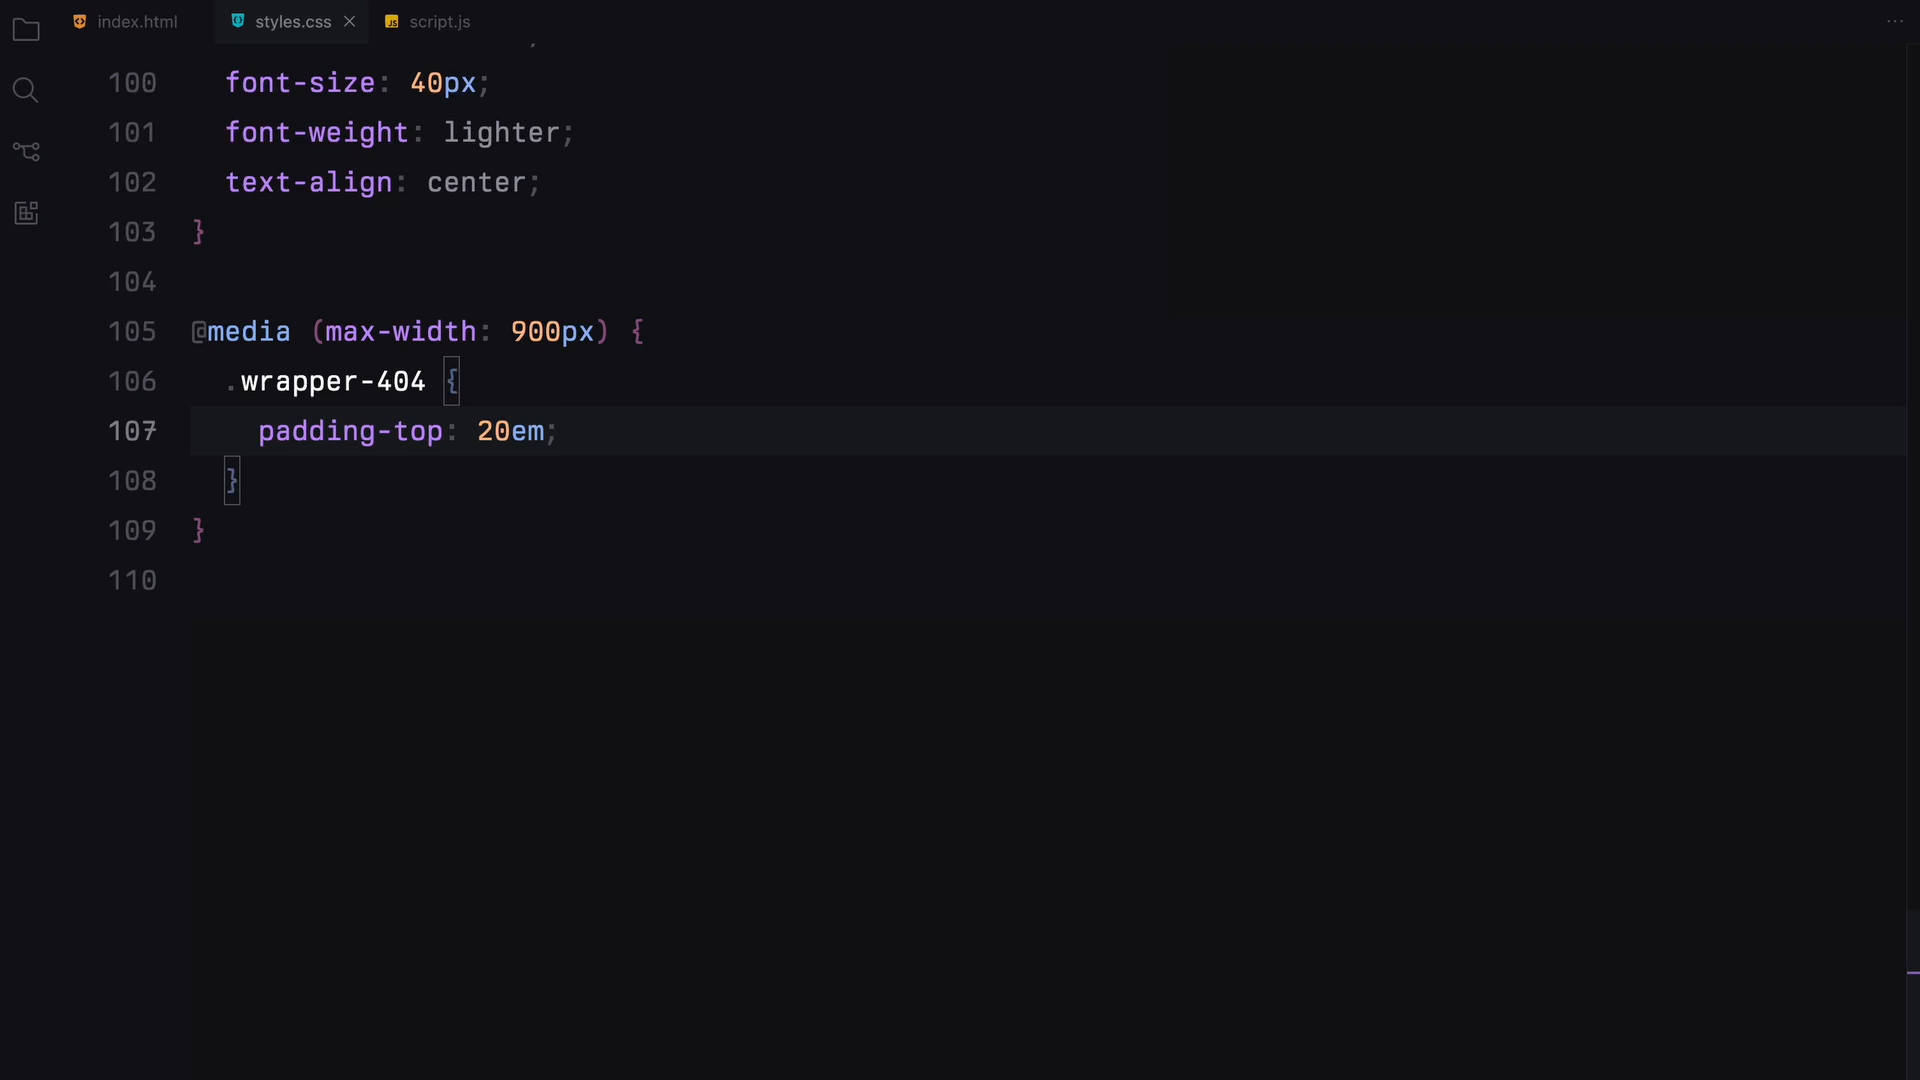 index.html styles.css script.js
100 font-size: 40px;
101 font-weight: lighter;
102 text-align: center;
103 }
104
105 @media (max-width: 900px) {
106 .wrapper-404 {
107 padding-top: 20em;
108 }
109 }
110